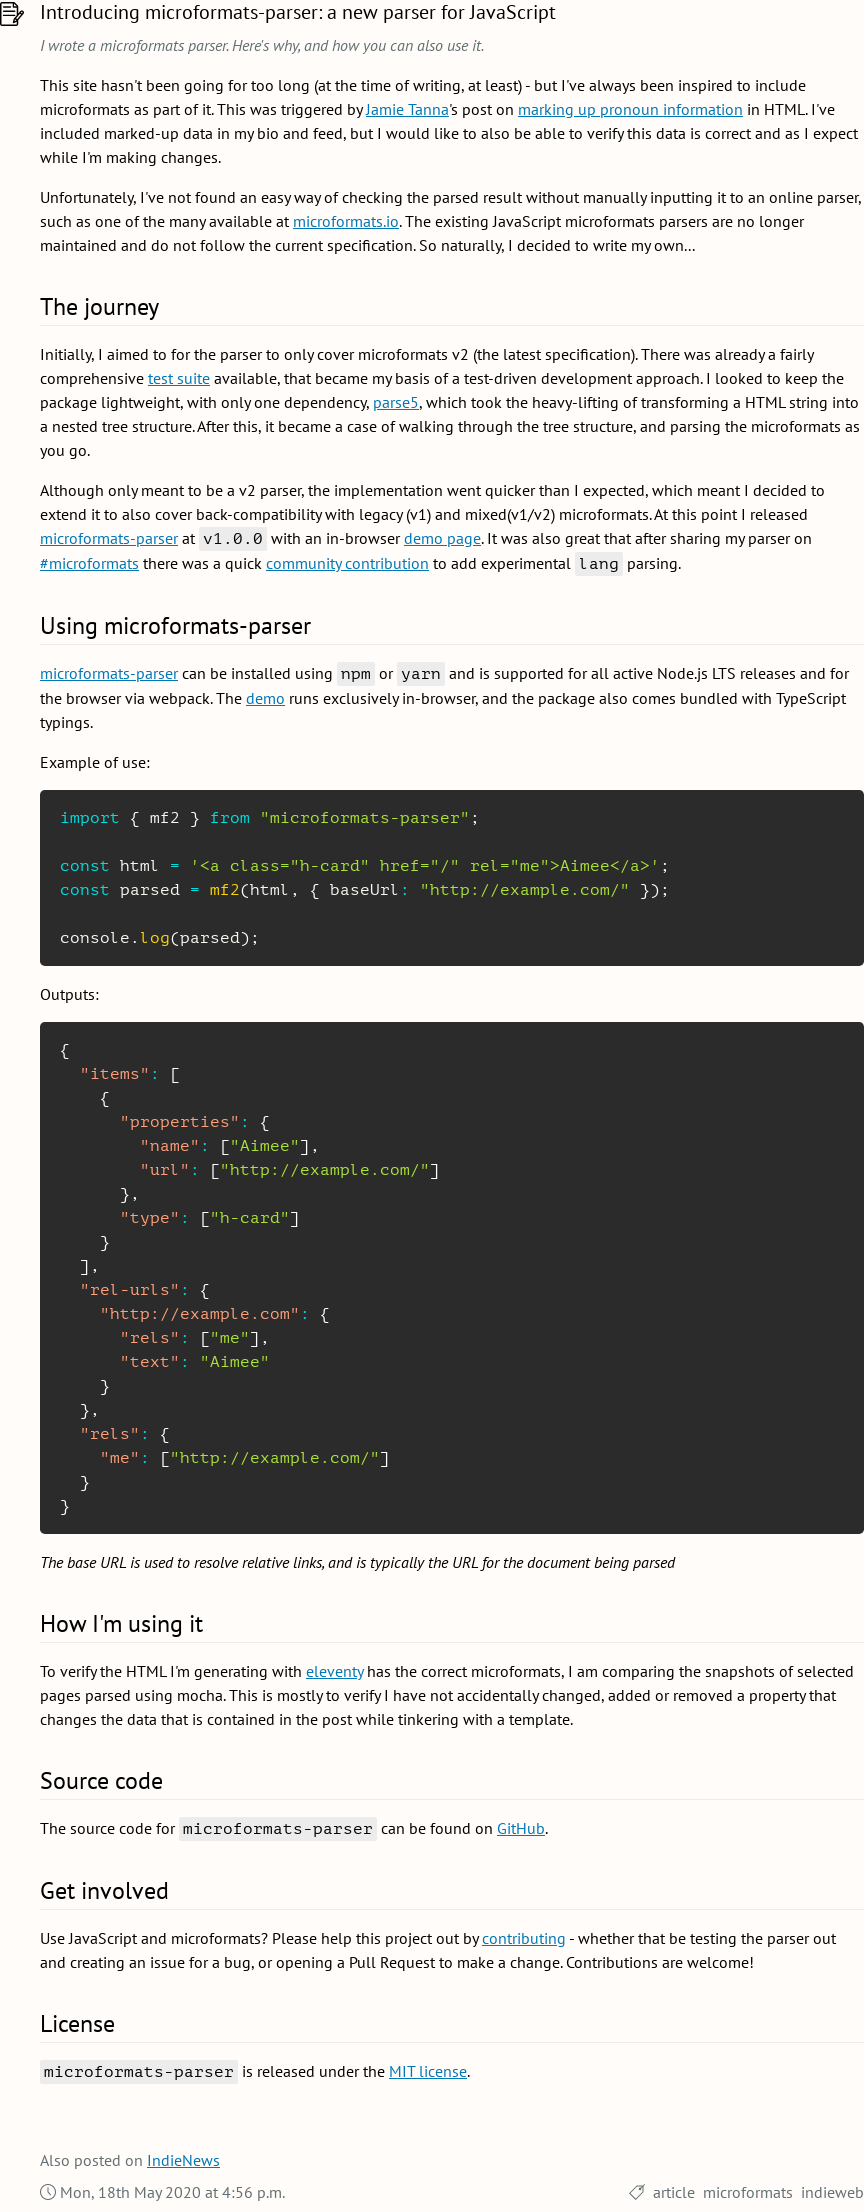 Introducing microformats-parser: a new parser for JavaScript
I wrote a microformats parser. Here's why, and how you can also use it.
This site hasn't been going for too long (at the time of writing, at least) - but I've always been inspired to include
microformats as part of it. This was triggered by Jamie Tanna's post on marking up pronoun information in HTML. I've
included marked-up data in my bio and feed, but I would like to also be able to verify this data is correct and as I expect
while I'm making changes.
Unfortunately, I've not found an easy way of checking the parsed result without manually inputting it to an online parser,
such as one of the many available at microformats.io. The existing JavaScript microformats parsers are no longer
maintained and do not follow the current specification. So naturally, I decided to write my own...
The journey
Initially, I aimed to for the parser to only cover microformats v2 (the latest specification). There was already a fairly
comprehensive test suite available, that became my basis of a test-driven development approach. I looked to keep the
package lightweight, with only one dependency, parse5, which took the heavy-lifting of transforming a HTML string into
a nested tree structure. After this, it became a case of walking through the tree structure, and parsing the microformats as
you go.
Although only meant to be a v2 parser, the implementation went quicker than I expected, which meant I decided to
extend it to also cover back-compatibility with legacy (v1) and mixed(v1/v2) microformats. At this point I released
microformats-parser at v1.0.0 with an in-browser demo page. It was also great that after sharing my parser on
#microformats there was a quick community contribution to add experimental lang parsing.
Using microformats-parser
microformats-parser can be installed using npm or yarn and is supported for all active Node.js LTS releases and for
the browser via webpack. The demo runs exclusively in-browser, and the package also comes bundled with TypeScript
typings.
Example of use:
import { mf2 } from "microformats-parser";
const html = '<a class="h-card" href="/" rel="me">Aimee</a>';
const parsed = mf2(html, { baseUrl: "http://example.com/" });
console.log(parsed);
Outputs:
{
  "items": [
    {
      "properties": {
        "name": ["Aimee"],
        "url": ["http://example.com/"]
      },
      "type": ["h-card"]
    }
  ],
  "rel-urls": {
    "http://example.com": {
      "rels": ["me"],
      "text": "Aimee"
    }
  },
  "rels": {
    "me": ["http://example.com/"]
  }
}
The base URL is used to resolve relative links, and is typically the URL for the document being parsed
How I'm using it
To verify the HTML I'm generating with eleventy has the correct microformats, I am comparing the snapshots of selected
pages parsed using mocha. This is mostly to verify I have not accidentally changed, added or removed a property that
changes the data that is contained in the post while tinkering with a template.
Source code
The source code for microformats-parser can be found on GitHub.
Get involved
Use JavaScript and microformats? Please help this project out by contributing - whether that be testing the parser out
and creating an issue for a bug, or opening a Pull Request to make a change. Contributions are welcome!
License
microformats-parser is released under the MIT license.
Also posted on IndieNews
Mon, 18th May 2020 at 4:56 p.m. article microformats indieweb